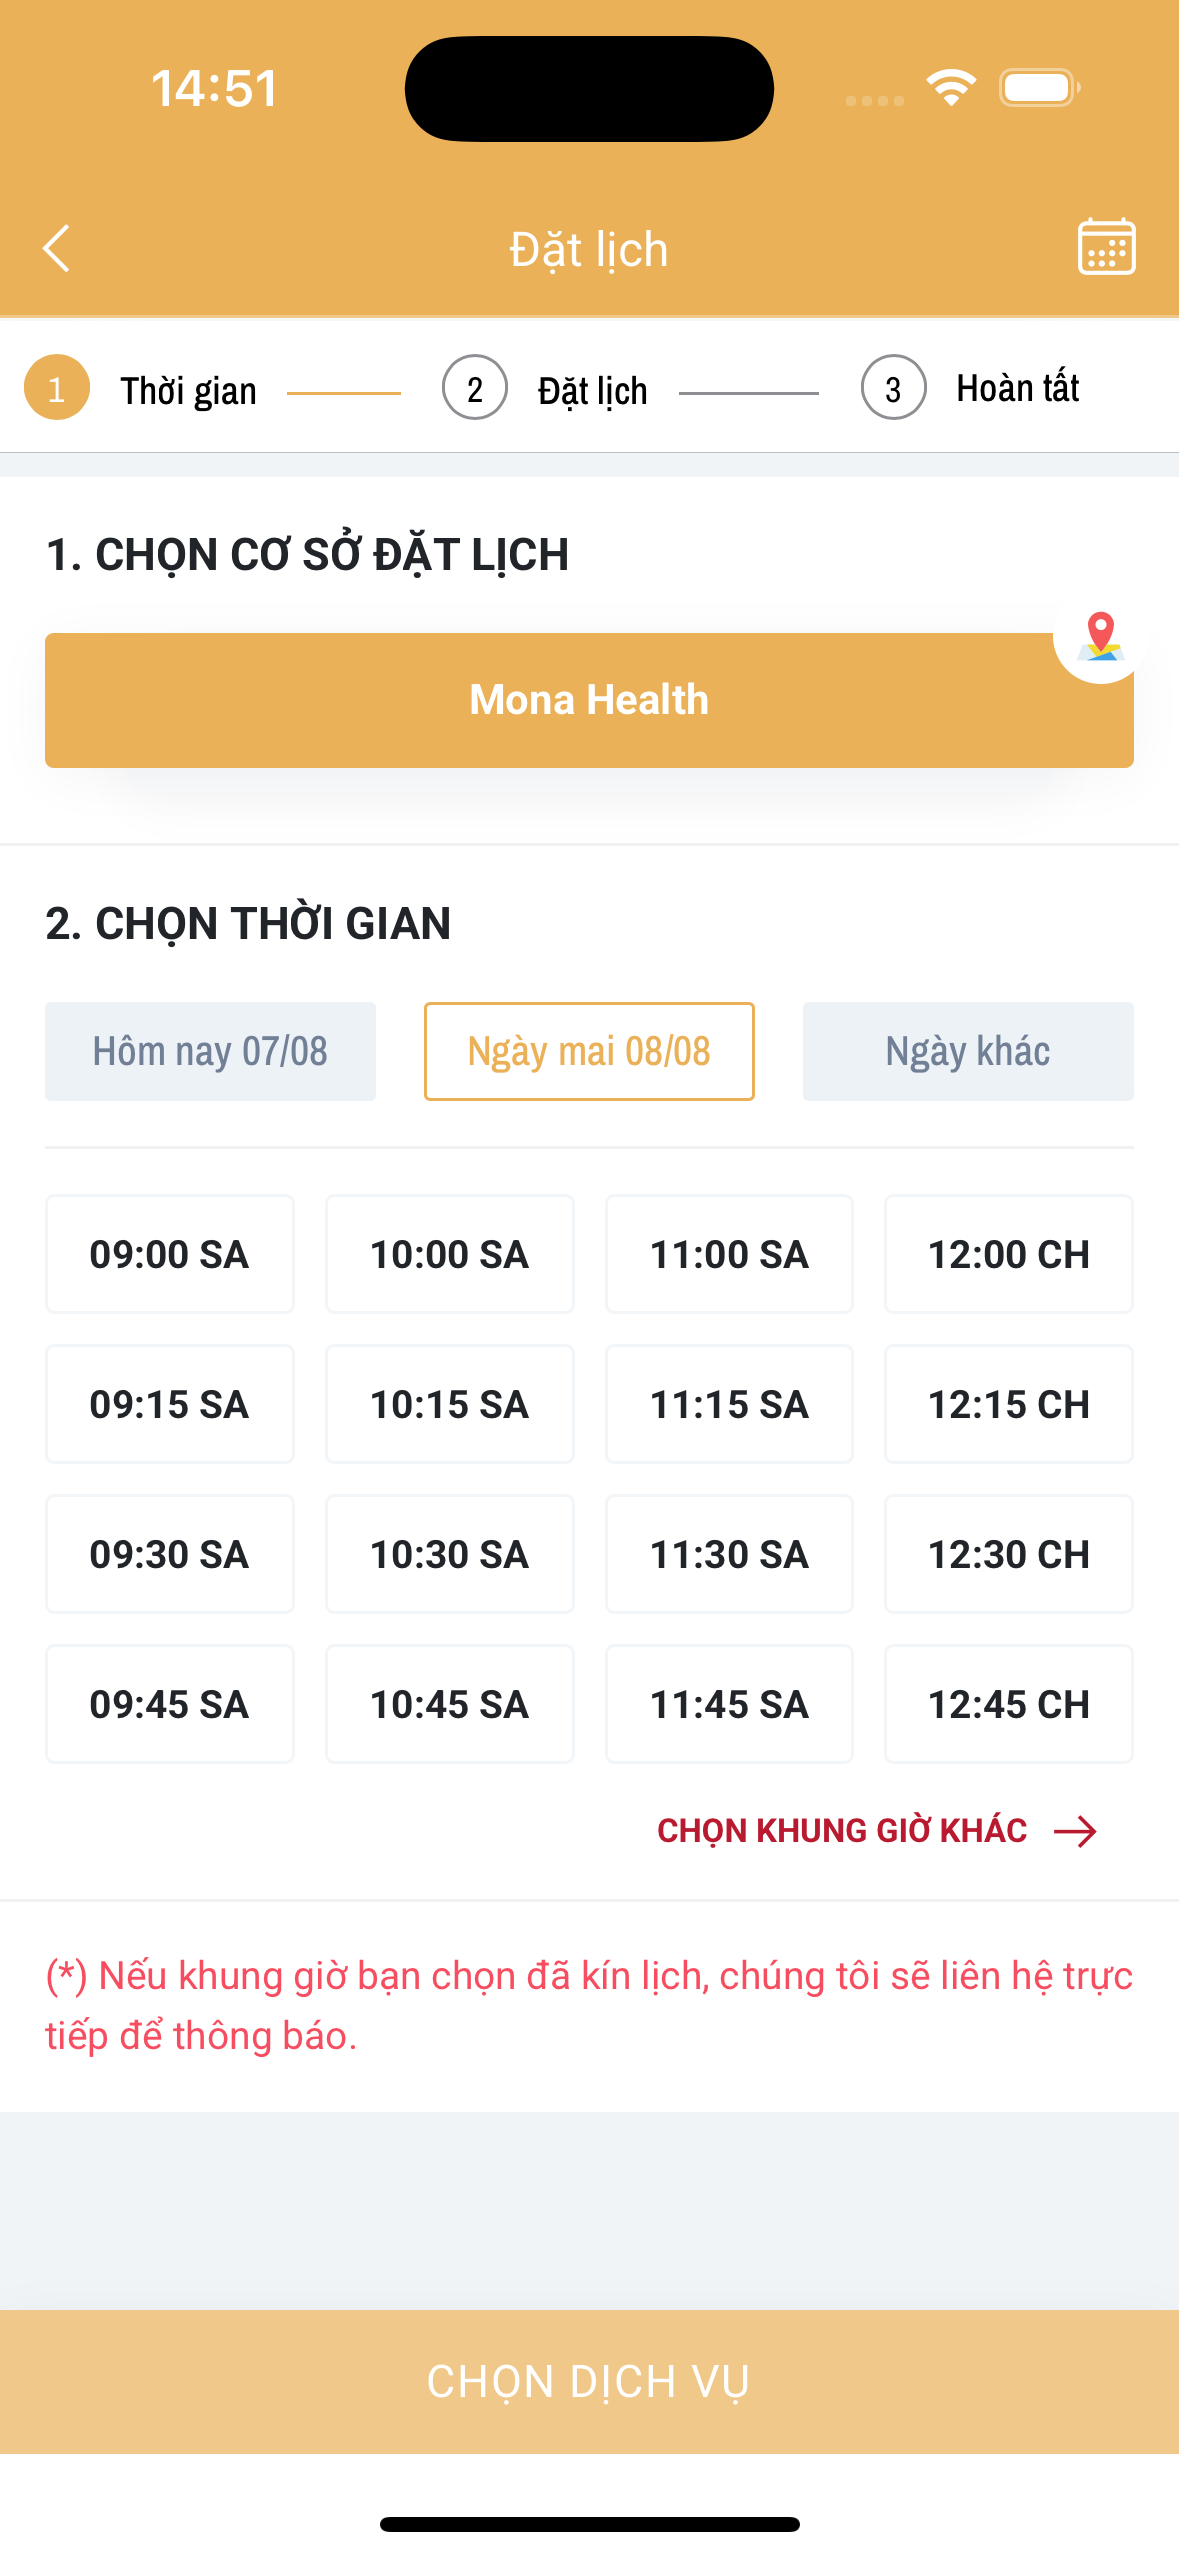 14:51
Đặt lịch
1 Thời gian 2 Đặt lịch 3 Hoàn tất
1. CHỌN CƠ SỞ ĐẶT LỊCH
Mona Health
2. CHỌN THỜI GIAN
Hôm nay 07/08 Ngày mai 08/08 Ngày khác
09:00 SA 10:00 SA 11:00 SA 12:00 CH
09:15 SA 10:15 SA 11:15 SA 12:15 CH
09:30 SA 10:30 SA 11:30 SA 12:30 CH
09:45 SA 10:45 SA 11:45 SA 12:45 CH
CHỌN KHUNG GIỜ KHÁC
(*) Nếu khung giờ bạn chọn đã kín lịch, chúng tôi sẽ liên hệ trực
tiếp để thông báo.
CHỌN DỊCH VỤ